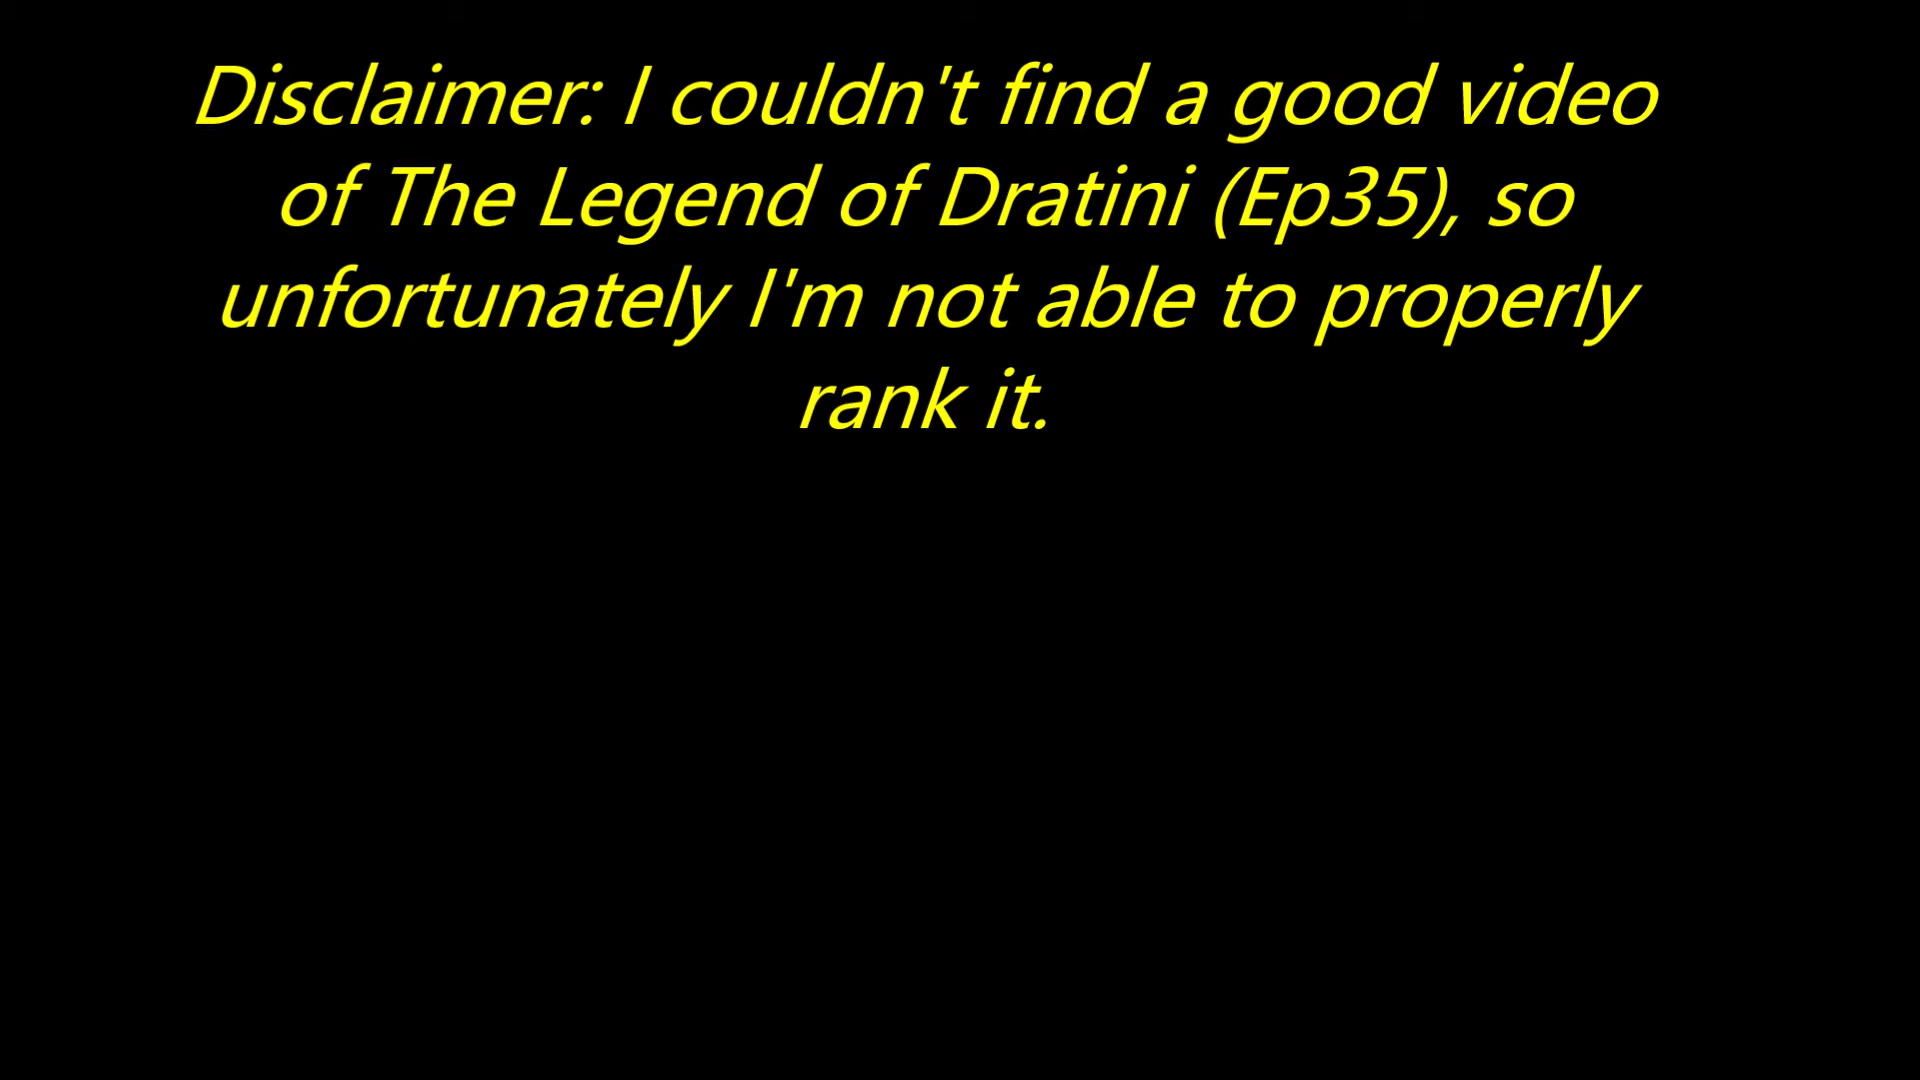 Disclaimer: I couldn't find a good video
of The Legend of Dratini (Ep35), so
unfortunately I'm not able to properly
rank it.